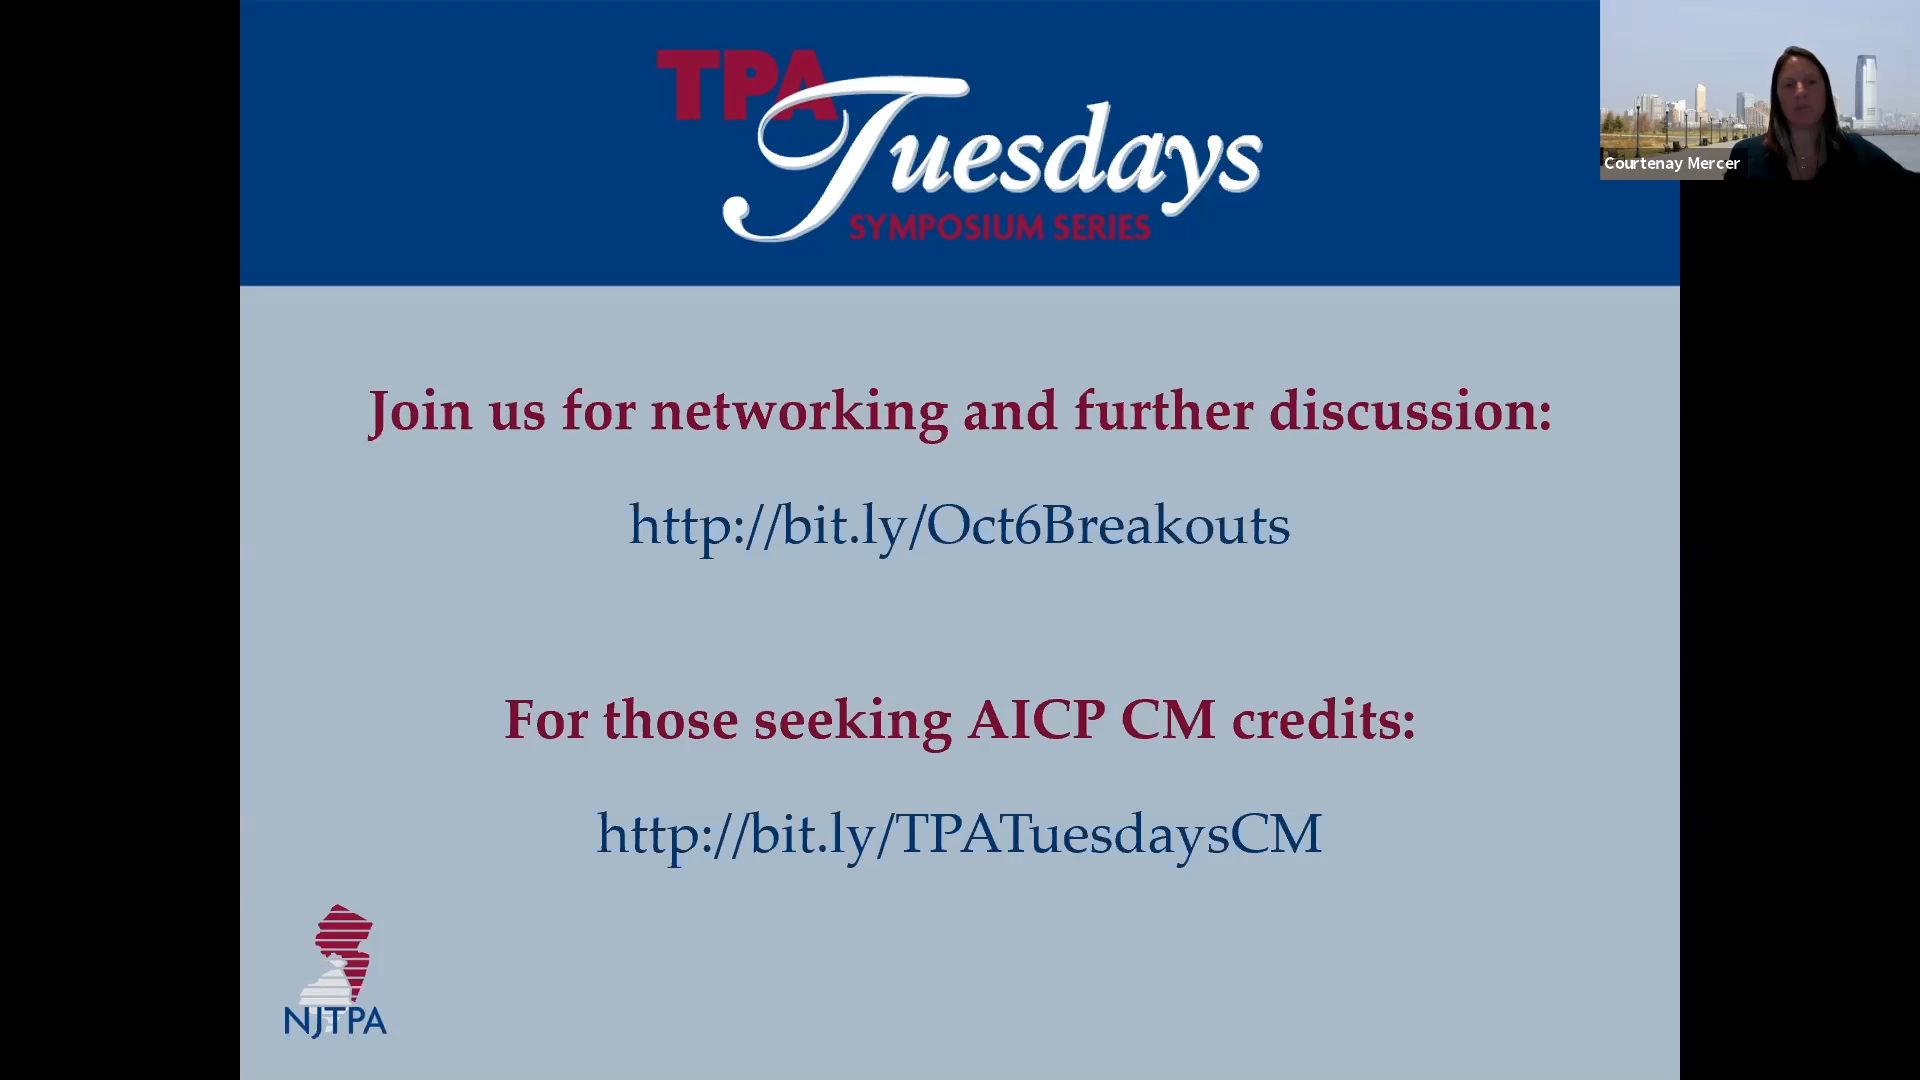 TPA
Tuesdays
SYMPOSIUM SERIES
Courtenay Mercer
Join us for networking and further discussion:
http://bit.ly/Oct6Breakouts
For those seeking AICP CM credits:
http://bit.ly/TPATuesdaysCM
NJTPA